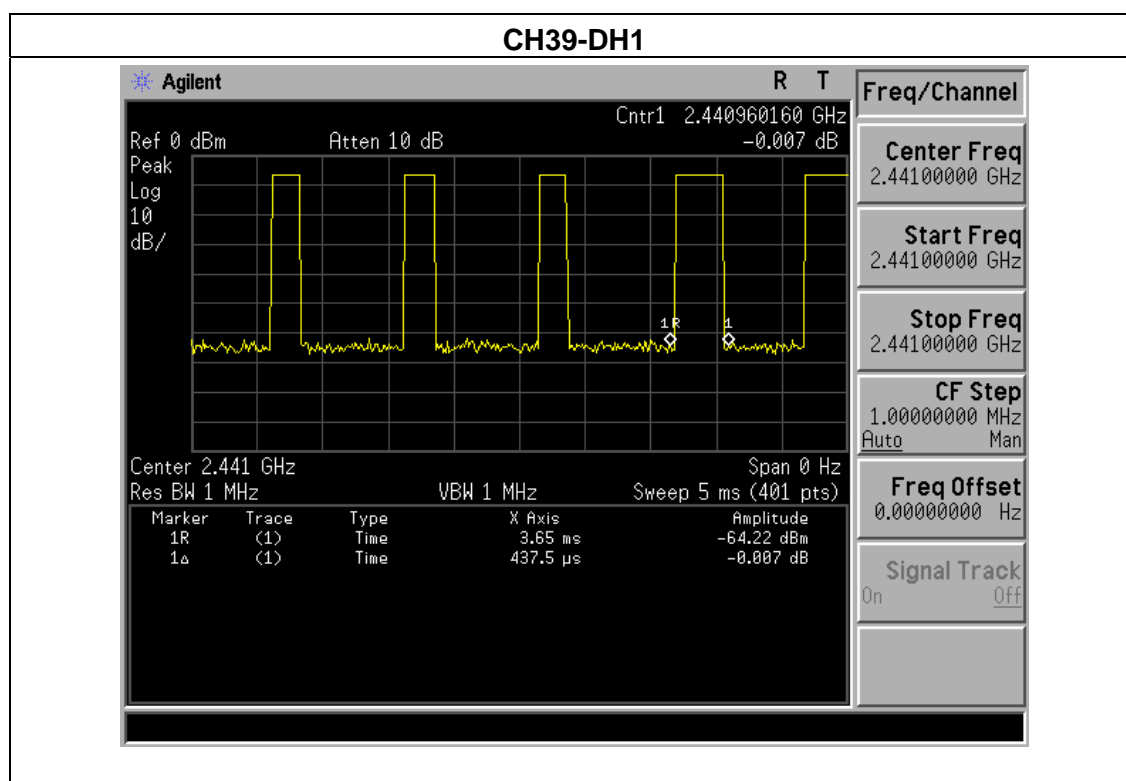 CH39-DH1
Agilent R T
Cntr1 2.440960160 GHz
Ref 0 dBm Atten 10 dB -0.007 dB
Peak
Log
10
dB/
1R 1
Center 2.441 GHz Span 0 Hz
Res BW 1 MHz VBW 1 MHz Sweep 5 ms (401 pts)
Marker Trace Type X Axis Amplitude
1R (1) Time 3.65 ms -64.22 dBm
1Δ (1) Time 437.5 µs -0.007 dB
Freq/Channel
Center Freq
2.44100000 GHz
Start Freq
2.44100000 GHz
Stop Freq
2.44100000 GHz
CF Step
1.00000000 MHz
Auto Man
Freq Offset
0.00000000 Hz
Signal Track
On Off